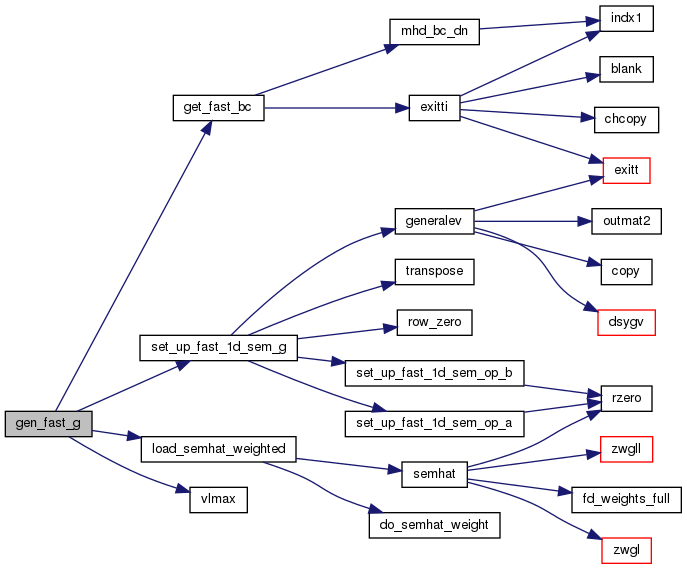 gen_fast_g
get_fast_bc
set_up_fast_1d_sem_g
load_semhat_weighted
vlmax
mhd_bc_dn
exitti
generalev
transpose
row_zero
set_up_fast_1d_sem_op_b
set_up_fast_1d_sem_op_a
semhat
do_semhat_weight
indx1
blank
chcopy
exitt
outmat2
copy
dsygv
rzero
zwgll
fd_weights_full
zwgl